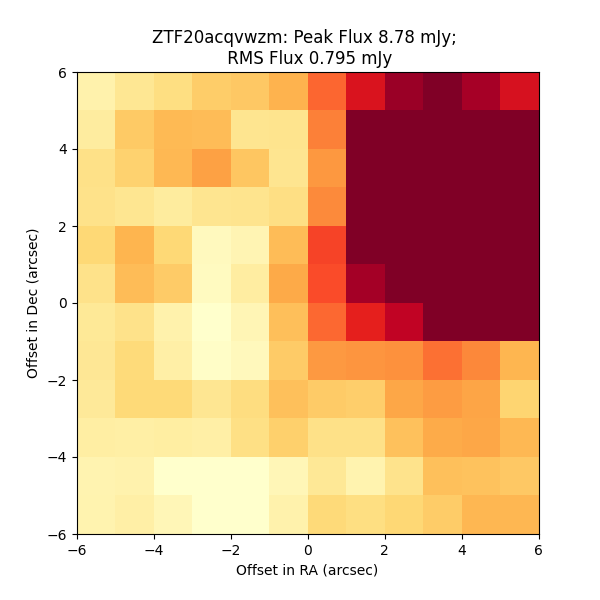 ZTF20acqvwzm: Peak Flux 8.78 mJy;
RMS Flux 0.795 mJy
6
4
2
0
−2
−4
−6
Offset in Dec (arcsec)
−6 −4 −2 0 2 4 6
Offset in RA (arcsec)